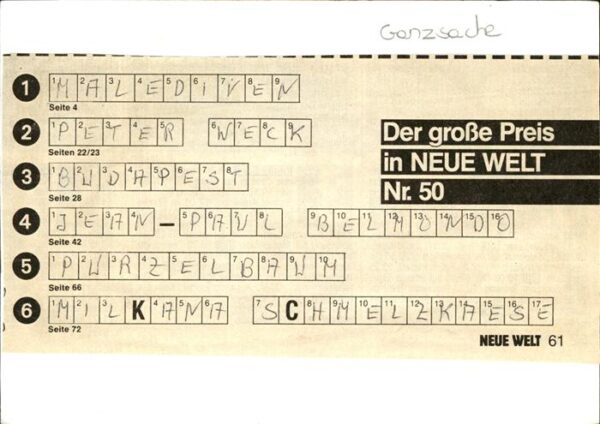 Ganzsache
1 MALEDIVEN
Seite 4
2 PETER WECK
Seiten 22/23
Der große Preis
in NEUE WELT
Nr. 50
3 BUDAPEST
Seite 28
4 JEAN–PAUL BELMONDO
Seite 42
5 PURZELBAUM
Seite 66
6 MILKANA SCHMELZKAESE
Seite 72
NEUE WELT 61